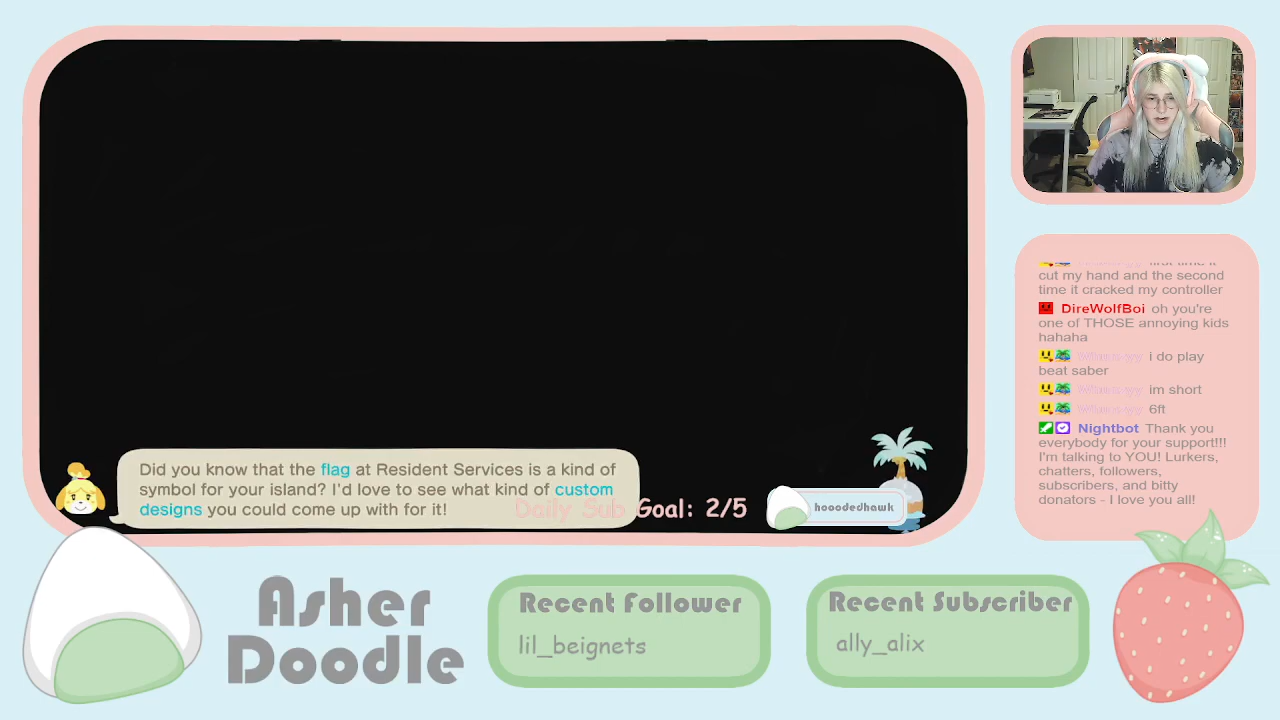 Did you know that the flag at Resident Services is a kind of
symbol for your island? I'd love to see what kind of custom
designs you could come up with for it!
Daily Sub Goal: 2/5
hooodedhawk
cut my hand and the second
time it cracked my controller
DireWolfBoi oh you're
one of THOSE annoying kids
hahaha
i do play
beat saber
im short
6ft
Nightbot Thank you
everybody for your support!!!
I'm talking to YOU! Lurkers,
chatters, followers,
subscribers, and bitty
donators - I love you all!
Asher
Doodle
Recent Follower
lil_beignets
Recent Subscriber
ally_alix